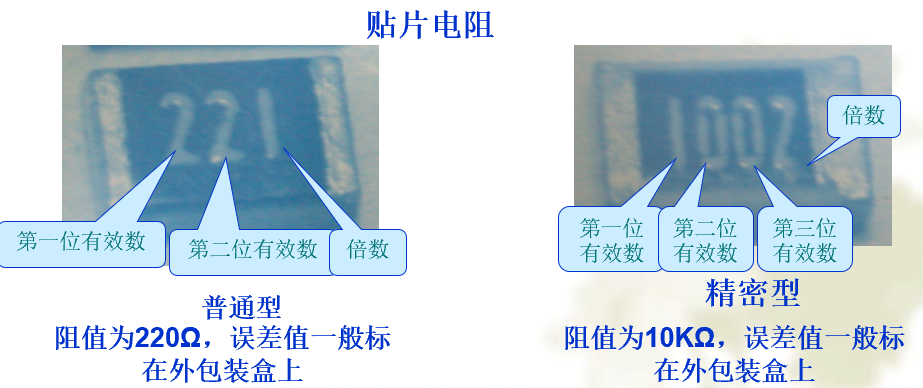 贴片电阻
221
第一位有效数
第二位有效数
倍数
普通型
阻值为220Ω，误差值一般标
在外包装盒上
1002
倍数
第一位
有效数
第二位
有效数
第三位
有效数
精密型
阻值为10KΩ，误差值一般标
在外包装盒上